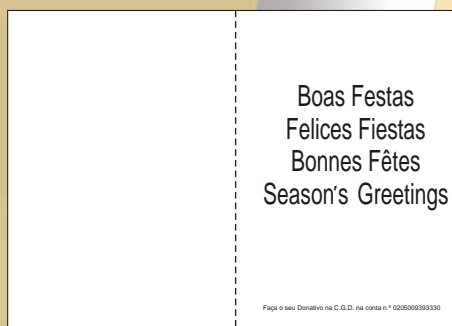 Boas Festas
Felices Fiestas
Bonnes Fêtes
Season's Greetings
Faça o seu Donativo na C.G.D. na conta n.º 0205009393330